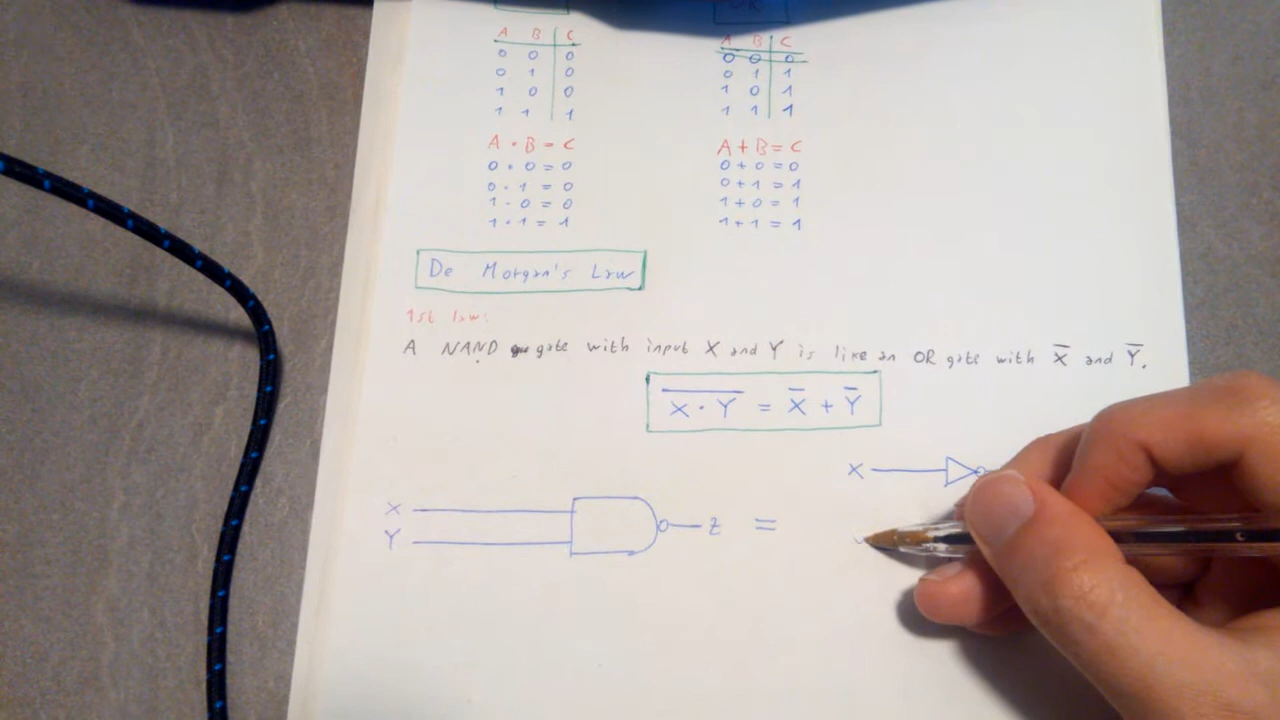 OR
A B C
0 0 0
0 1 0
1 0 0
1 1 1
A · B = C
0 · 0 = 0
0 · 1 = 0
1 · 0 = 0
1 · 1 = 1
A B C
0 0 0
0 1 1
1 0 1
1 1 1
A + B = C
0 + 0 = 0
0 + 1 = 1
1 + 0 = 1
1 + 1 = 1
De Morgan's Law
1st law:
A NAND gate with input X and Y is like an OR gate with X̅ and Y̅.
X̅ ̅·̅ ̅Y̅ = X̅ + Y̅
X
Y
z =
X